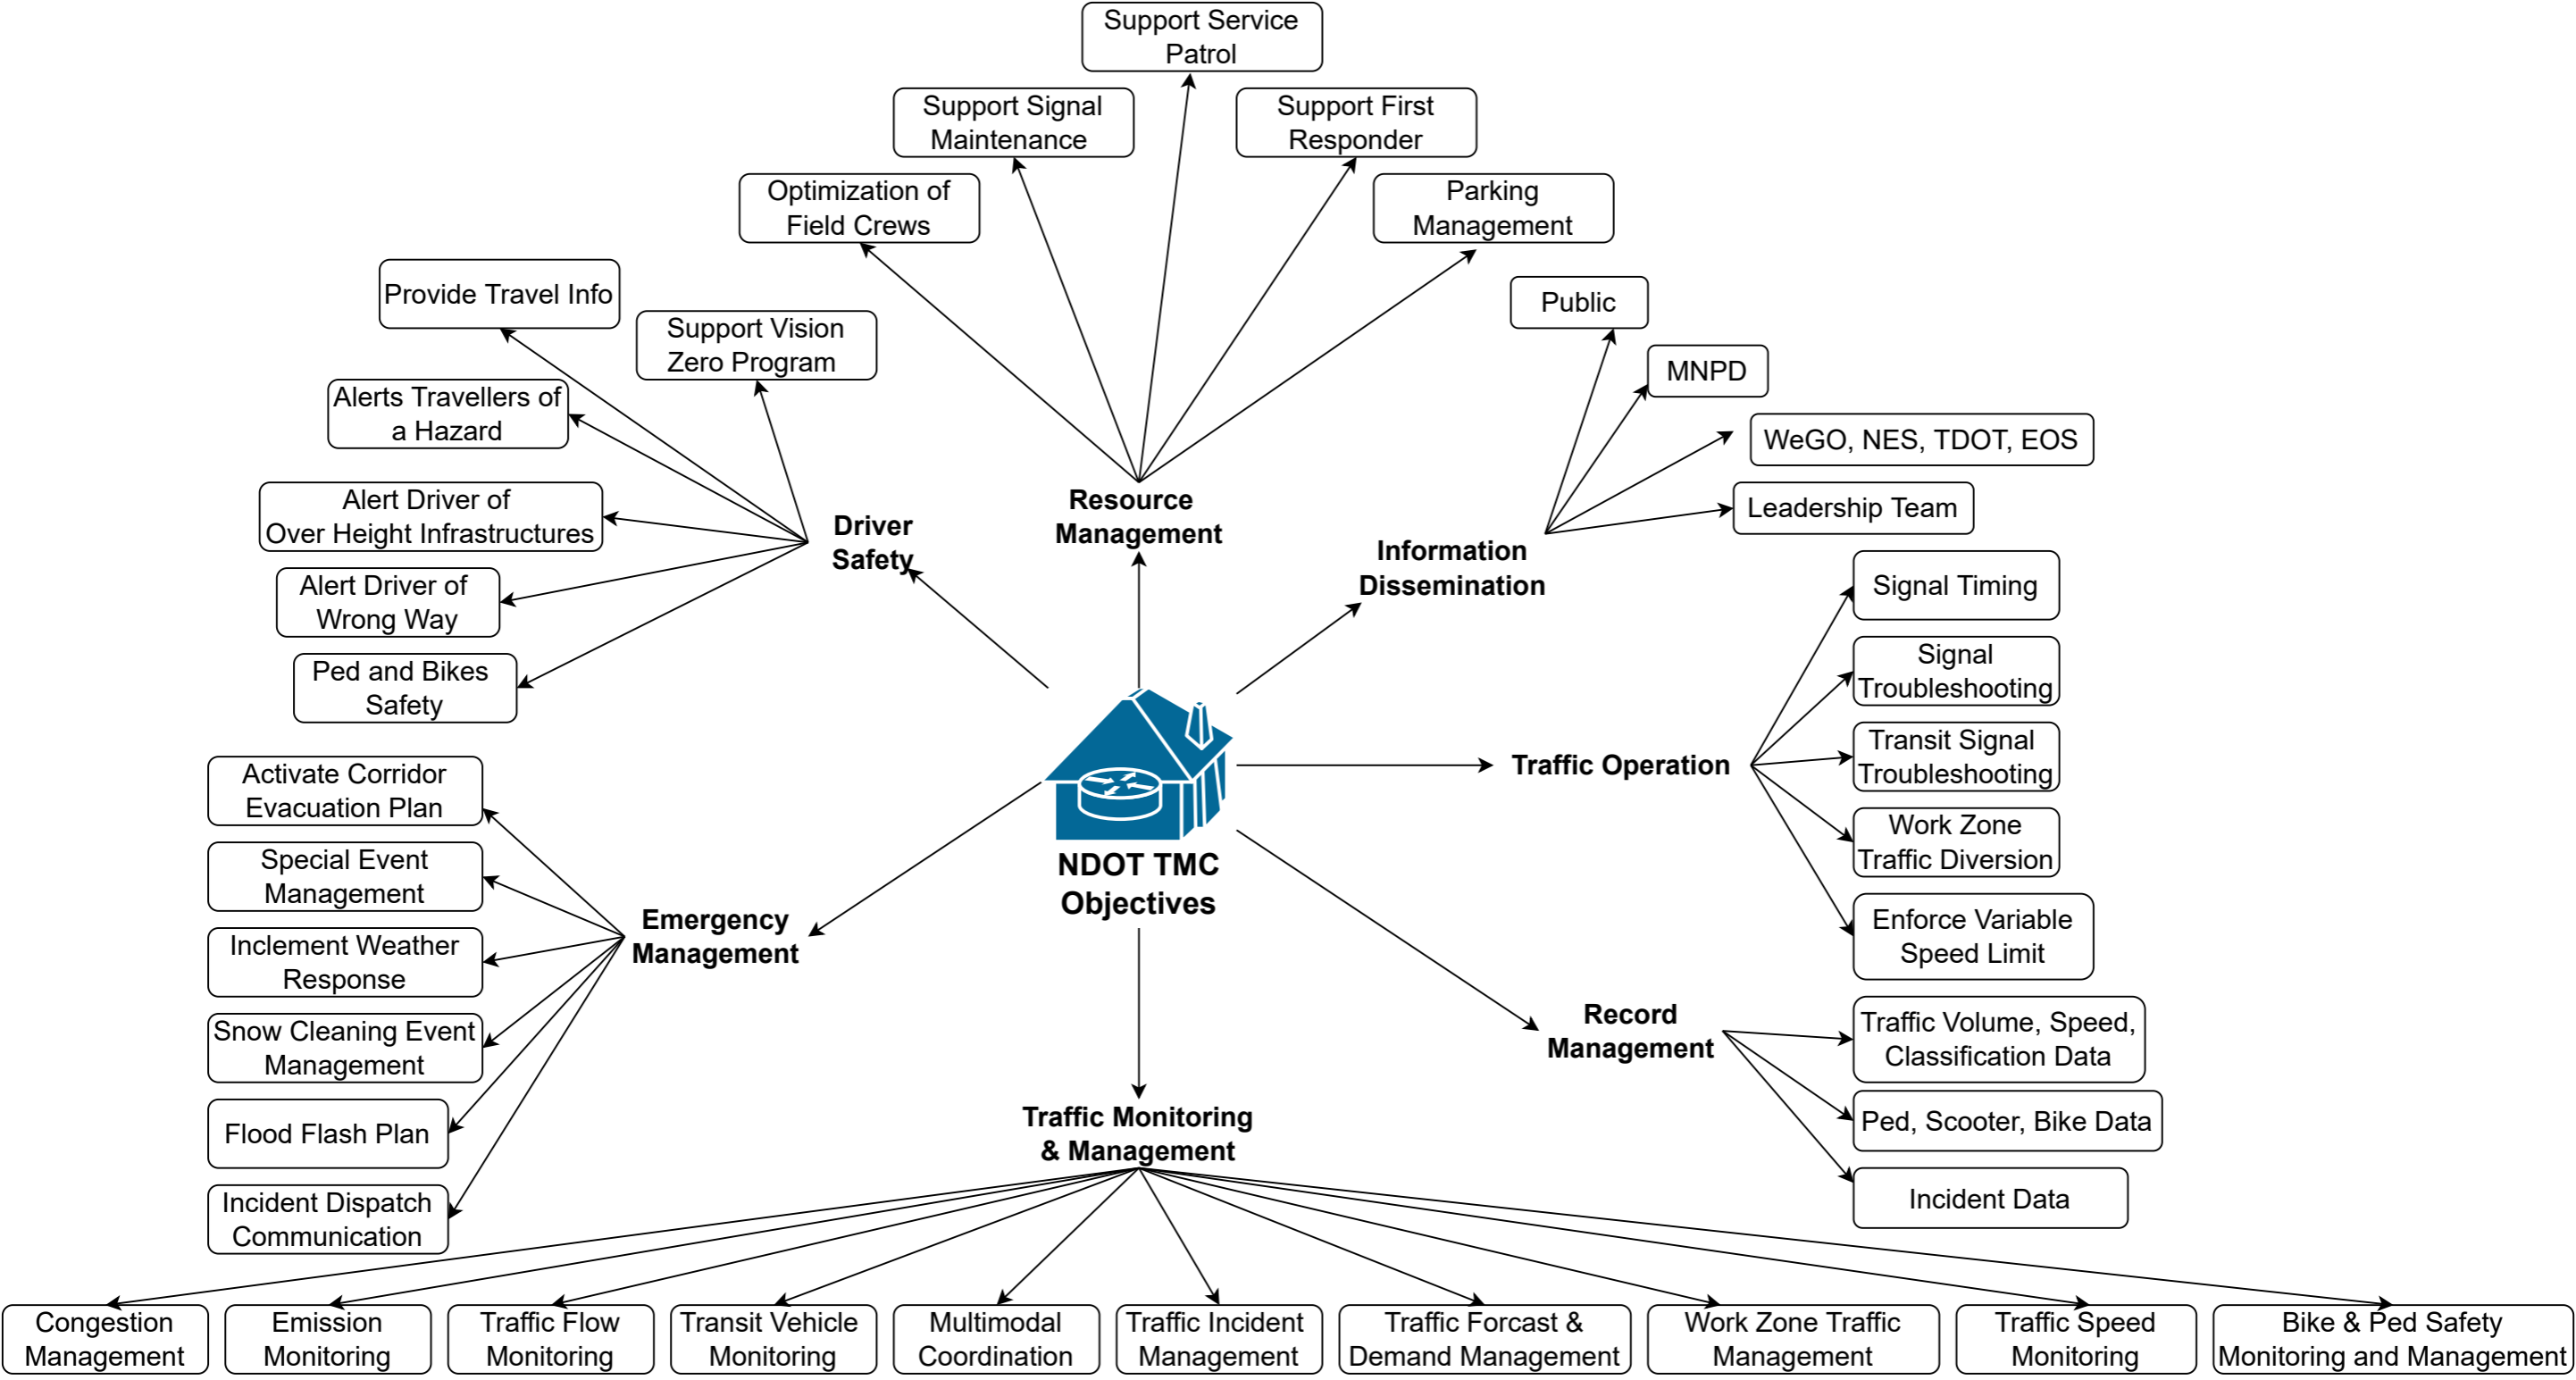 Support Service
Patrol
Support Signal
Maintenance
Support First
Responder
Optimization of
Field Crews
Parking
Management
Provide Travel Info
Support Vision
Zero Program
Alerts Travellers of
a Hazard
Alert Driver of
Over Height Infrastructures
Alert Driver of
Wrong Way
Ped and Bikes
Safety
Driver
Safety
Resource
Management
Information
Dissemination
Public
MNPD
WeGO, NES, TDOT, EOS
Leadership Team
Signal Timing
Signal
Troubleshooting
Transit Signal
Troubleshooting
Work Zone
Traffic Diversion
Enforce Variable
Speed Limit
Traffic Operation
NDOT TMC
Objectives
Activate Corridor
Evacuation Plan
Special Event
Management
Inclement Weather
Response
Snow Cleaning Event
Management
Flood Flash Plan
Incident Dispatch
Communication
Emergency
Management
Record
Management
Traffic Volume, Speed,
Classification Data
Ped, Scooter, Bike Data
Incident Data
Traffic Monitoring
& Management
Congestion
Management
Emission
Monitoring
Traffic Flow
Monitoring
Transit Vehicle
Monitoring
Multimodal
Coordination
Traffic Incident
Management
Traffic Forcast &
Demand Management
Work Zone Traffic
Management
Traffic Speed
Monitoring
Bike & Ped Safety
Monitoring and Management